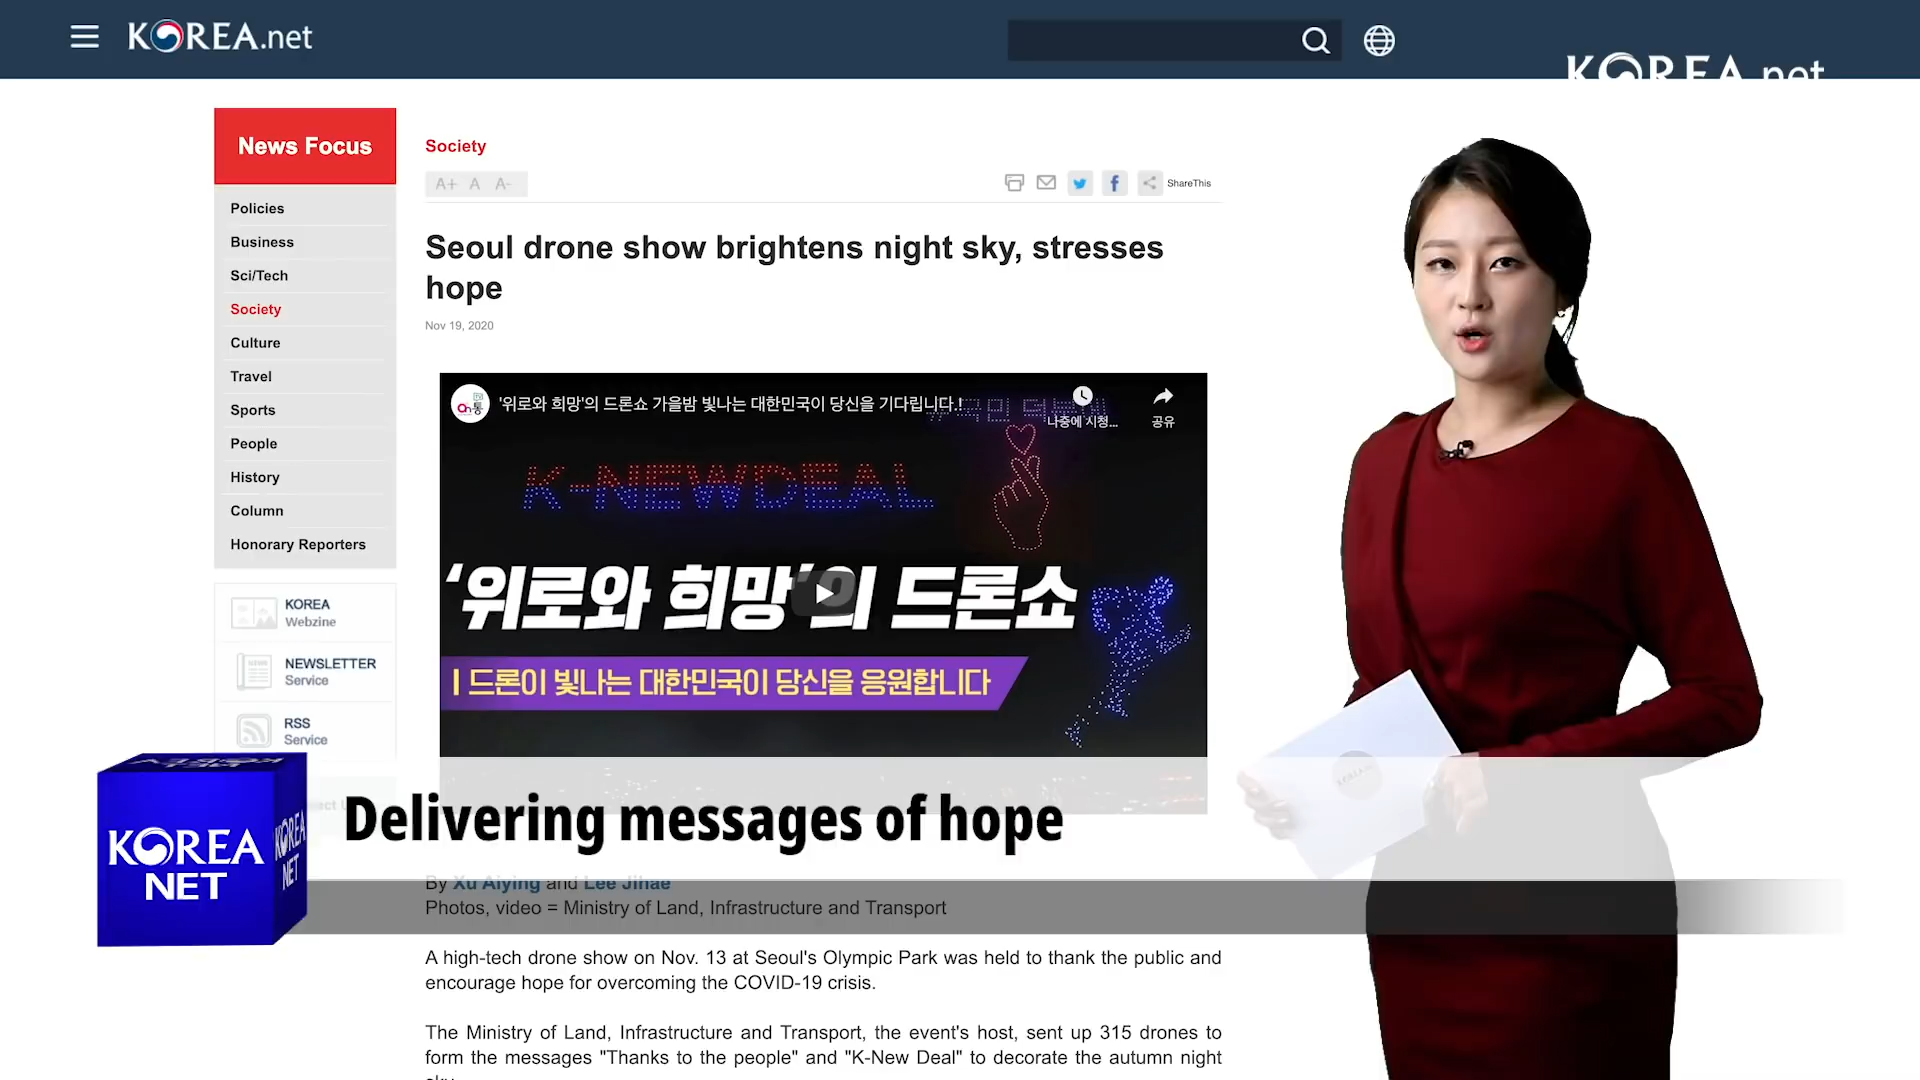 KOREA.net
KOREA.net
News Focus
Policies
Business
Sci/Tech
Society
Culture
Travel
Sports
People
History
Column
Honorary Reporters
KOREA
Webzine
NEWSLETTER
Service
RSS
Service
Society
A+ A A-
ShareThis
Seoul drone show brightens night sky, stresses
hope
Nov 19, 2020
'위로와 희망'의 드론쇼 가을밤 빛나는 대한민국이 당신을 기다립니다.!
나중에 시청...
공유
K-NEWDEAL
'위로와 희망'의 드론쇼
드론이 빛나는 대한민국이 당신을 응원합니다
KOREA
NET
KOREA
NET
Delivering messages of hope
By Xu Aiying and Lee Jihae
Photos, video = Ministry of Land, Infrastructure and Transport
A high-tech drone show on Nov. 13 at Seoul's Olympic Park was held to thank the public and
encourage hope for overcoming the COVID-19 crisis.
The Ministry of Land, Infrastructure and Transport, the event's host, sent up 315 drones to
form the messages "Thanks to the people" and "K-New Deal" to decorate the autumn night